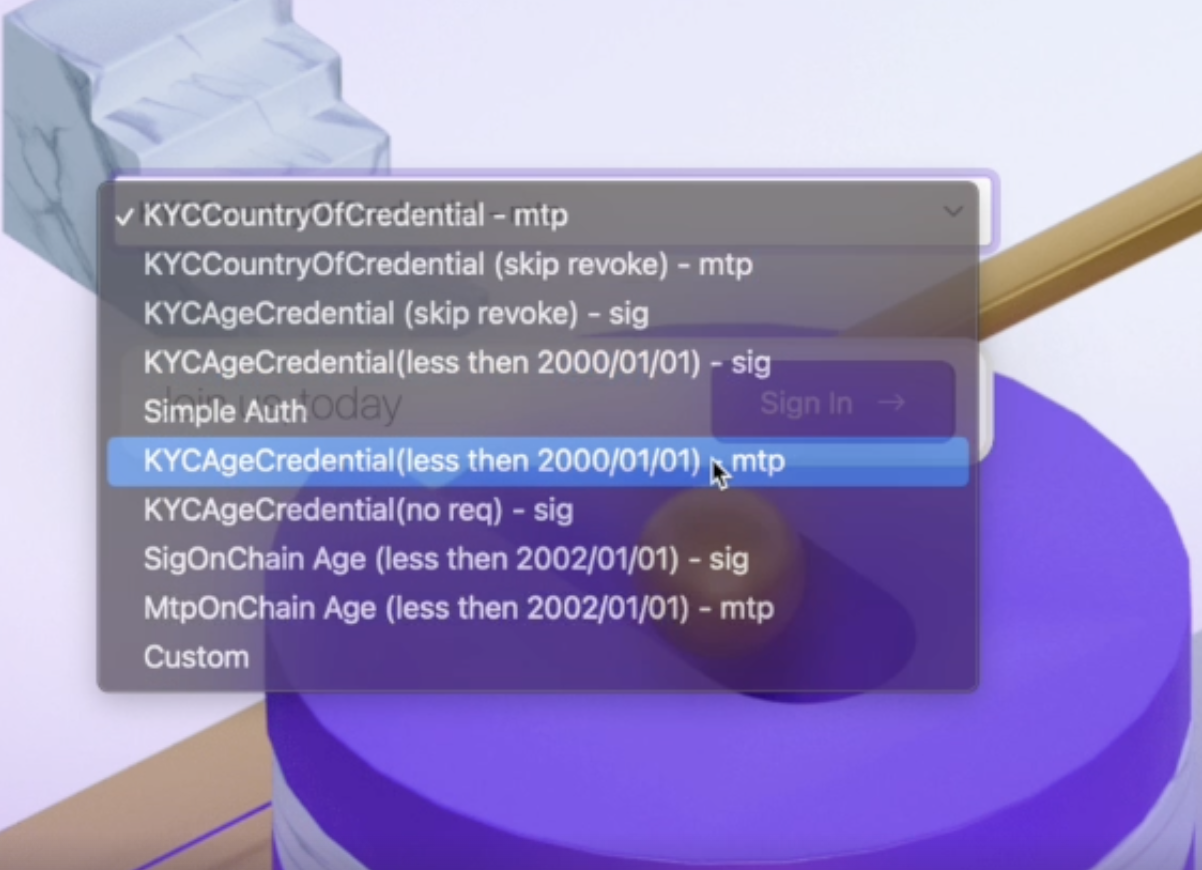 KYCCountryOfCredential - mtp
KYCCountryOfCredential (skip revoke) - mtp
KYCAgeCredential (skip revoke) - sig
KYCAgeCredential(less then 2000/01/01) - sig
Join us today
Sign In →
Simple Auth
KYCAgeCredential(less then 2000/01/01) - mtp
KYCAgeCredential(no req) - sig
SigOnChain Age (less then 2002/01/01) - sig
MtpOnChain Age (less then 2002/01/01) - mtp
Custom